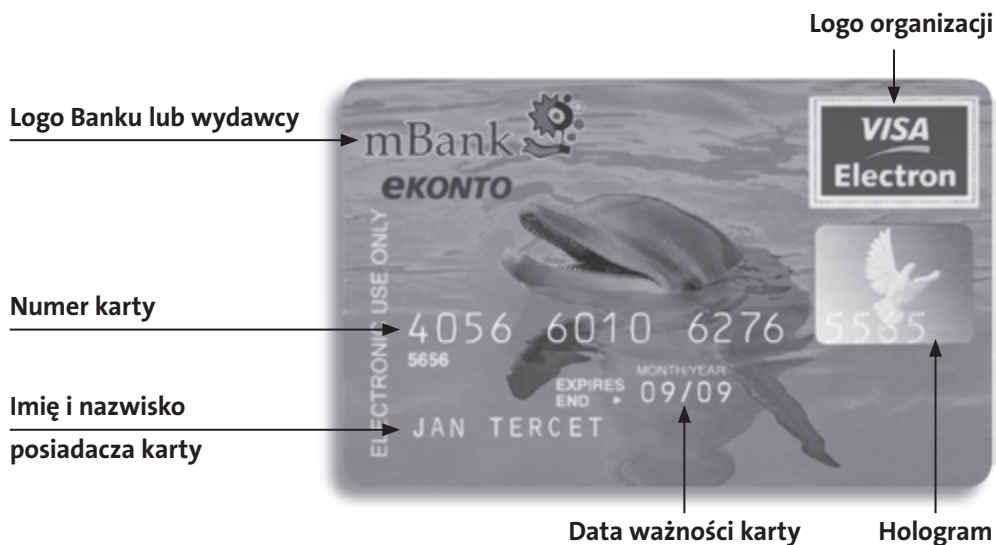 Logo organizacji
Logo Banku lub wydawcy
mBank
eKONTO
VISA
Electron
ELECTRONIC USE ONLY
Numer karty
4056 6010 6276 5585
5656
MONTH/YEAR
EXPIRES
END ► 09/09
Imię i nazwisko
posiadacza karty
JAN TERCET
Data ważności karty
Hologram